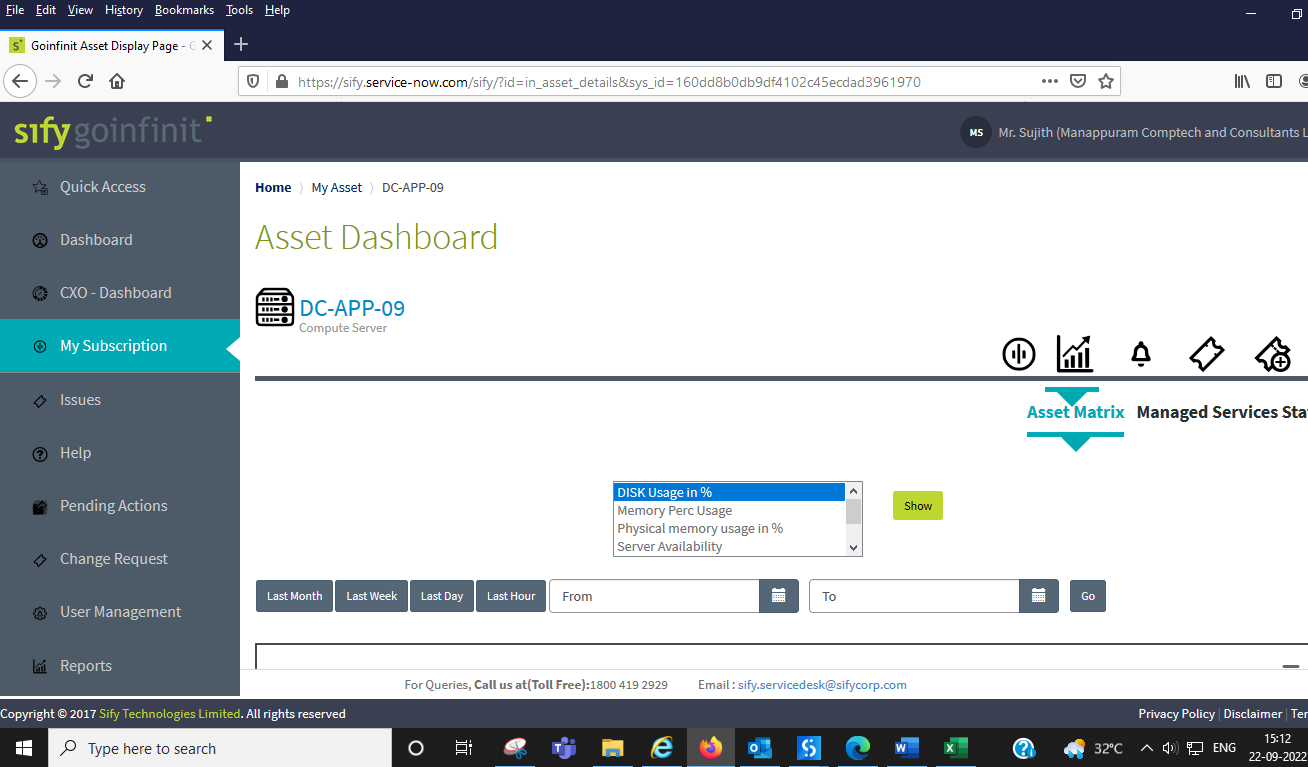 File Edit View History Bookmarks Tools Help
Goinfinit Asset Display Page - G
https://sify.service-now.com/sify/?id=in_asset_details&sys_id=160dd8b0db9df4102c45ecdad3961970
sify goinfinit
MS Mr. Sujith (Manappuram Comptech and Consultants L
Quick Access
Dashboard
CXO - Dashboard
My Subscription
Issues
Help
Pending Actions
Change Request
User Management
Reports
Home My Asset DC-APP-09
Asset Dashboard
DC-APP-09
Compute Server
Asset Matrix Managed Services Sta
DISK Usage in %
Memory Perc Usage
Physical memory usage in %
Server Availability
Show
Last Month Last Week Last Day Last Hour From To Go
For Queries, Call us at(Toll Free):1800 419 2929 Email : sify.servicedesk@sifycorp.com
Copyright © 2017 Sify Technologies Limited. All rights reserved Privacy Policy | Disclaimer | Ter
Type here to search
32°C ENG 15:12
22-09-2022